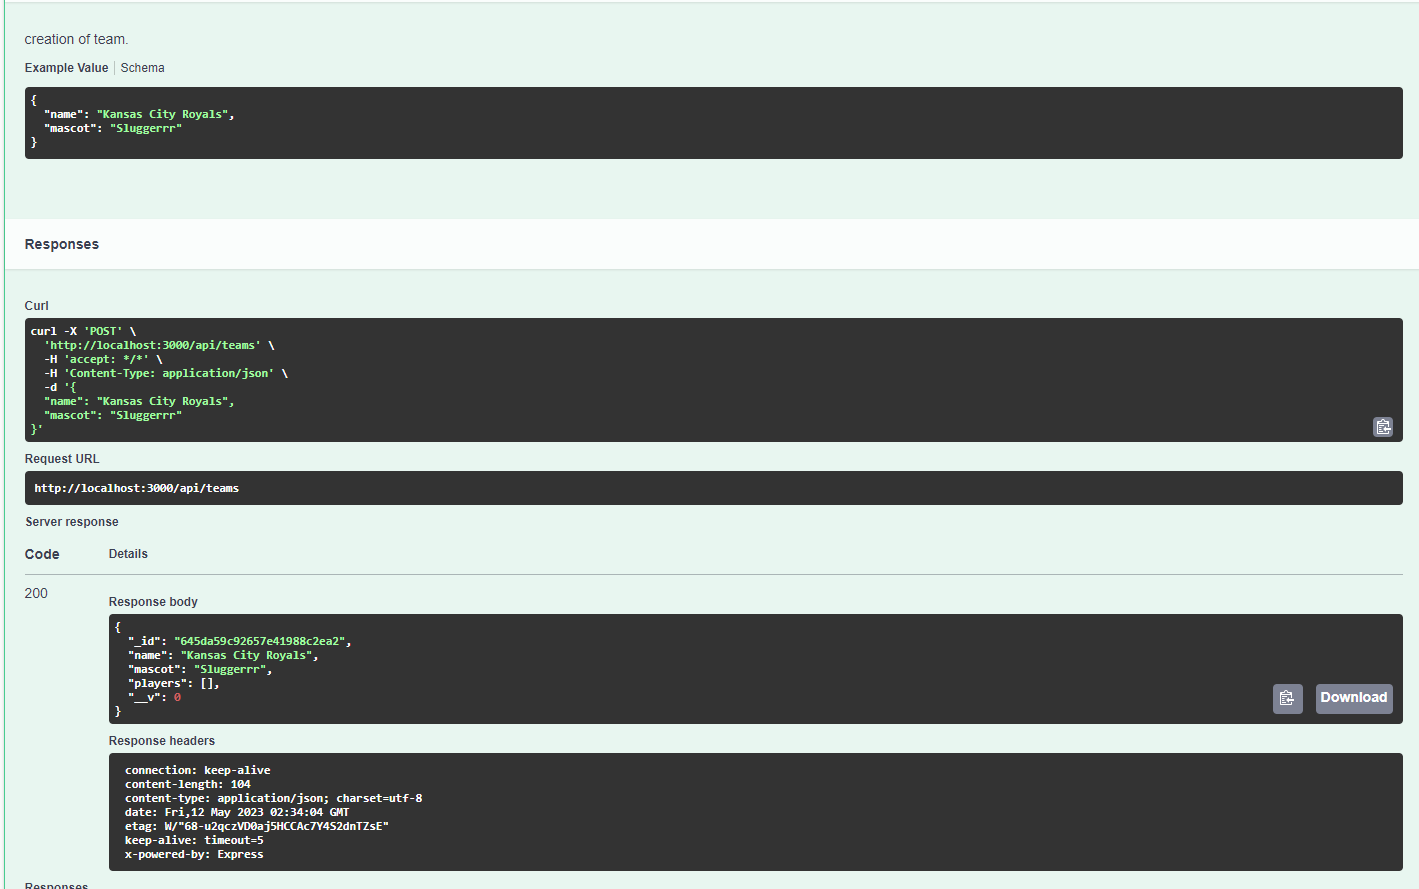 creation of team.
Example Value | Schema
{
  "name": "Kansas City Royals",
  "mascot": "Sluggerrr"
}
Responses
Curl
curl -X 'POST' \
  'http://localhost:3000/api/teams' \
  -H 'accept: */*' \
  -H 'Content-Type: application/json' \
  -d '{
  "name": "Kansas City Royals",
  "mascot": "Sluggerrr"
}'
Request URL
http://localhost:3000/api/teams
Server response
Code Details
200
Response body
{
  "_id": "645da59c92657e41988c2ea2",
  "name": "Kansas City Royals",
  "mascot": "Sluggerrr",
  "players": [],
  "__v": 0
}
Download
Response headers
connection: keep-alive
content-length: 104
content-type: application/json; charset=utf-8
date: Fri,12 May 2023 02:34:04 GMT
etag: W/"68-u2qczVD0aj5HCCAc7Y4S2dnTZsE"
keep-alive: timeout=5
x-powered-by: Express
Responses